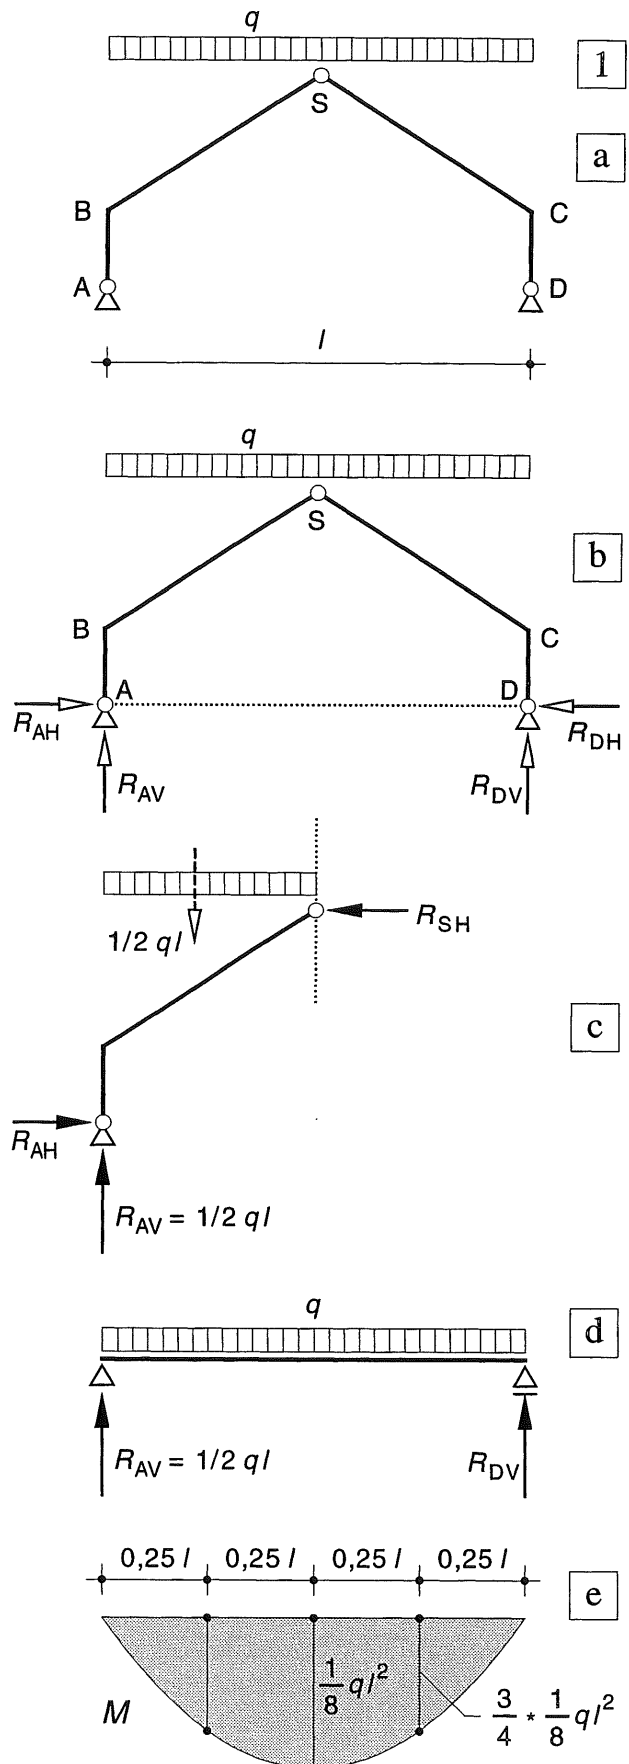 q
1
S
a
B
C
A
D
l
q
S
b
B
C
A
D
R_AH
R_DH
R_AV
R_DV
1/2 ql
R_SH
c
R_AH
R_AV = 1/2 ql
q
d
R_AV = 1/2 ql
R_DV
0,25 l 0,25 l 0,25 l 0,25 l
e
1/8 ql²
M
3/4 * 1/8 ql²